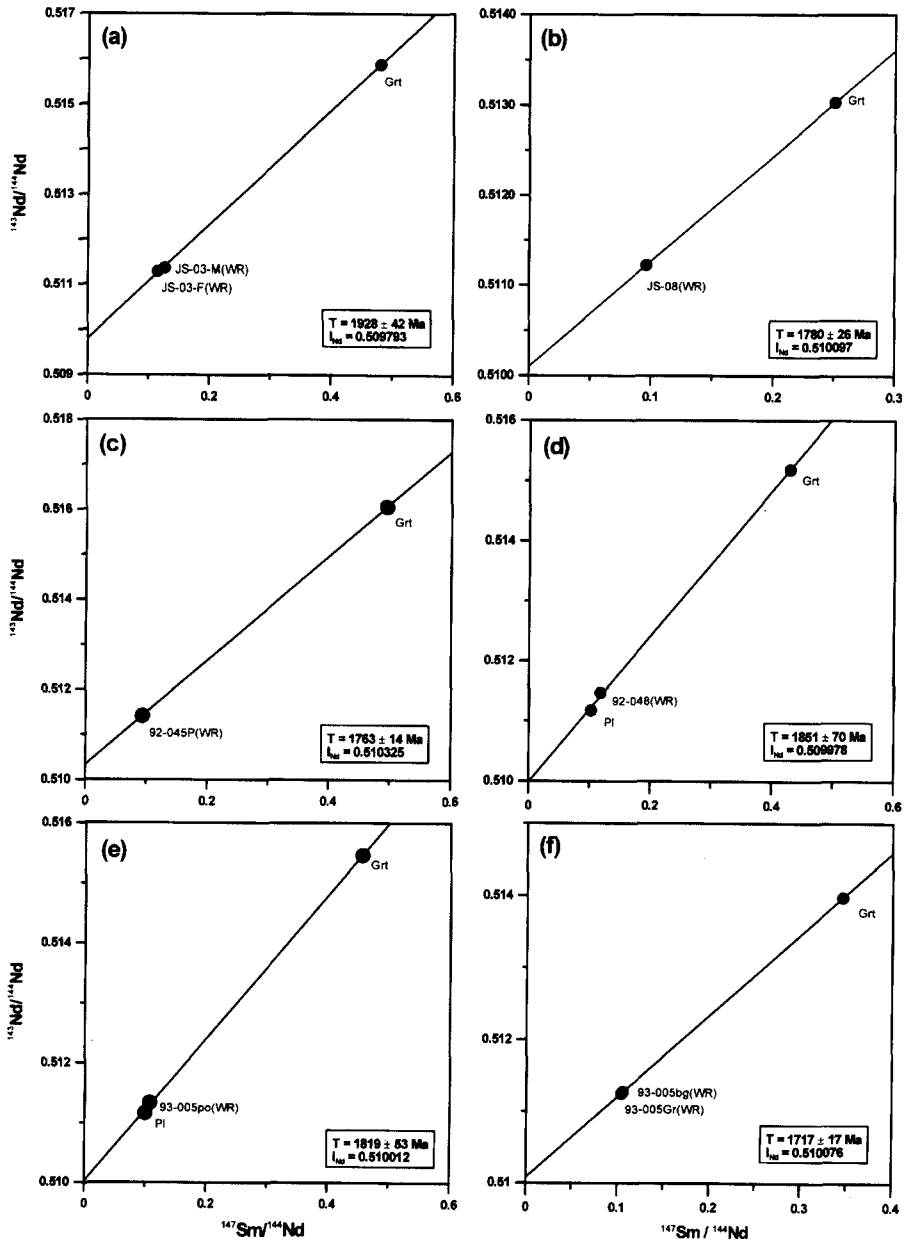 (a)
0.517
0.515
0.513
0.511
0.509
0
0.2
0.4
0.6
¹⁴³Nd/¹⁴⁴Nd
Grt
JS-03-M(WR)
JS-03-F(WR)
T = 1928 ± 42 Ma
I_Nd = 0.509793
(b)
0.5140
0.5130
0.5120
0.5110
0.5100
0
0.1
0.2
0.3
Grt
JS-08(WR)
T = 1780 ± 26 Ma
I_Nd = 0.510097
(c)
0.518
0.516
0.514
0.512
0.510
0
0.2
0.4
0.6
¹⁴³Nd/¹⁴⁴Nd
Grt
92-045P(WR)
T = 1763 ± 14 Ma
I_Nd = 0.510325
(d)
0.516
0.514
0.512
0.510
0
0.2
0.4
0.6
Grt
92-048(WR)
Pl
T = 1851 ± 70 Ma
I_Nd = 0.509978
(e)
0.516
0.514
0.512
0.510
0
0.2
0.4
0.6
¹⁴³Nd/¹⁴⁴Nd
¹⁴⁷Sm/¹⁴⁴Nd
Grt
93-005po(WR)
Pl
T = 1819 ± 53 Ma
I_Nd = 0.510012
(f)
0.514
0.512
0.51
0
0.1
0.2
0.3
0.4
¹⁴⁷Sm / ¹⁴⁴Nd
Grt
93-005bg(WR)
93-005Gr(WR)
T = 1717 ± 17 Ma
I_Nd = 0.510076